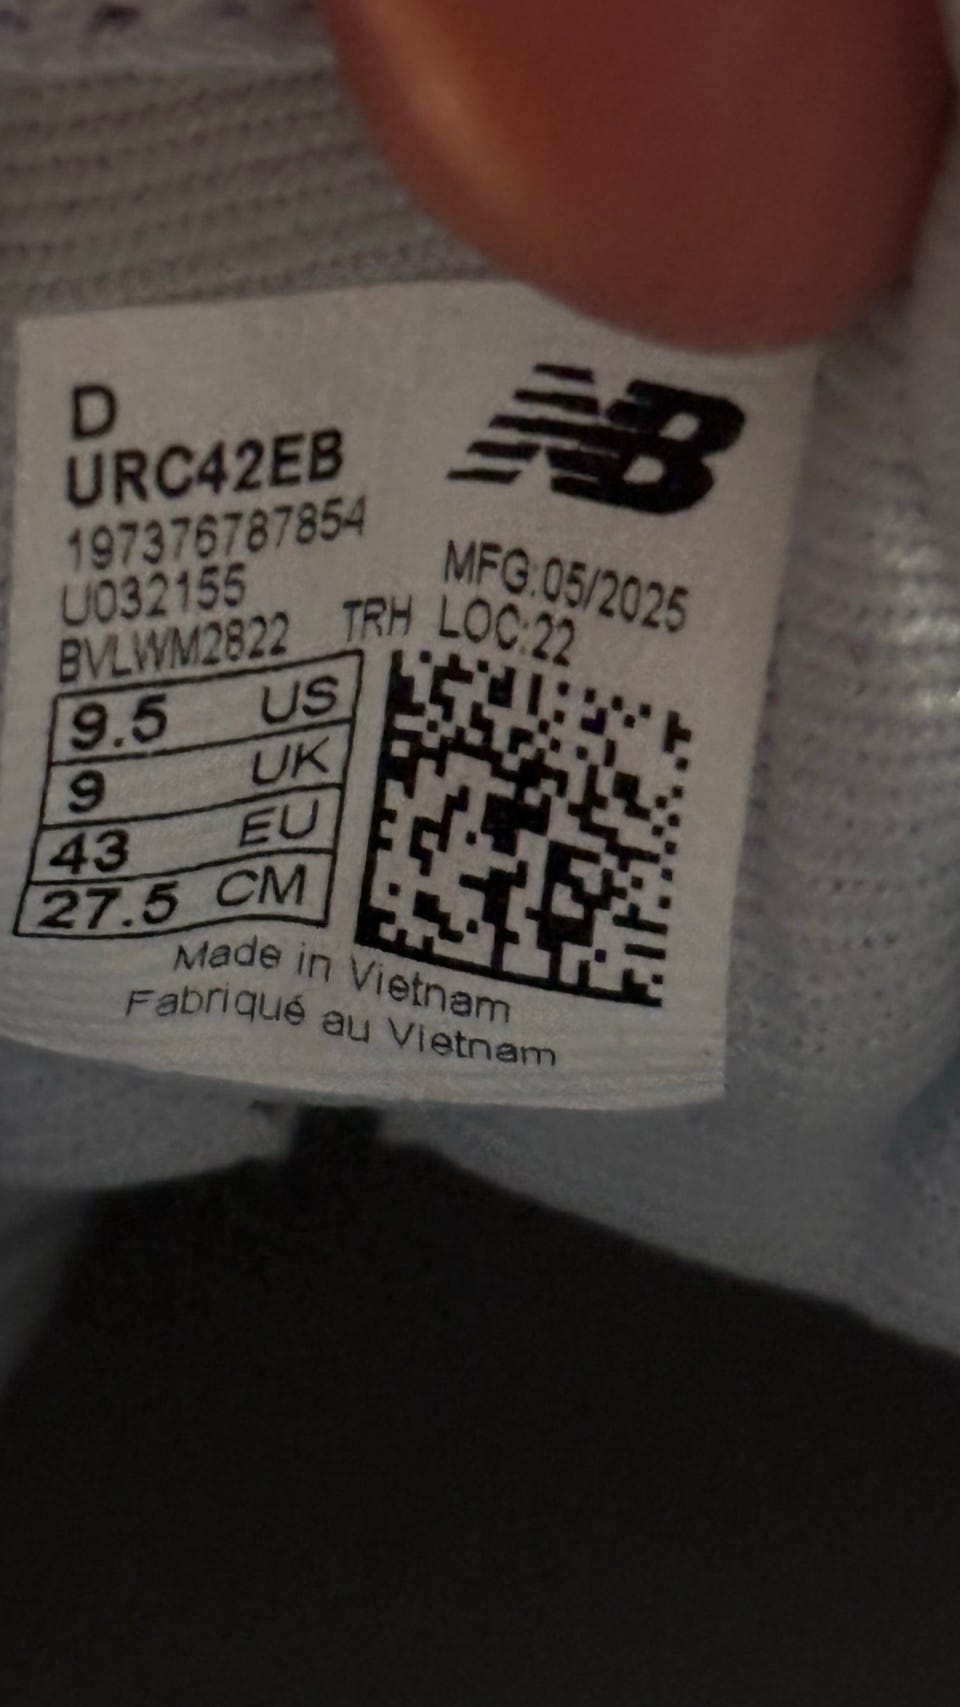 D
URC42EB
197376787854
U032155
BVLWM2822
NB
MFG:05/2025
TRH LOC:22
9.5 US
9 UK
43 EU
27.5 CM
Made in Vietnam
Fabriqué au Vietnam